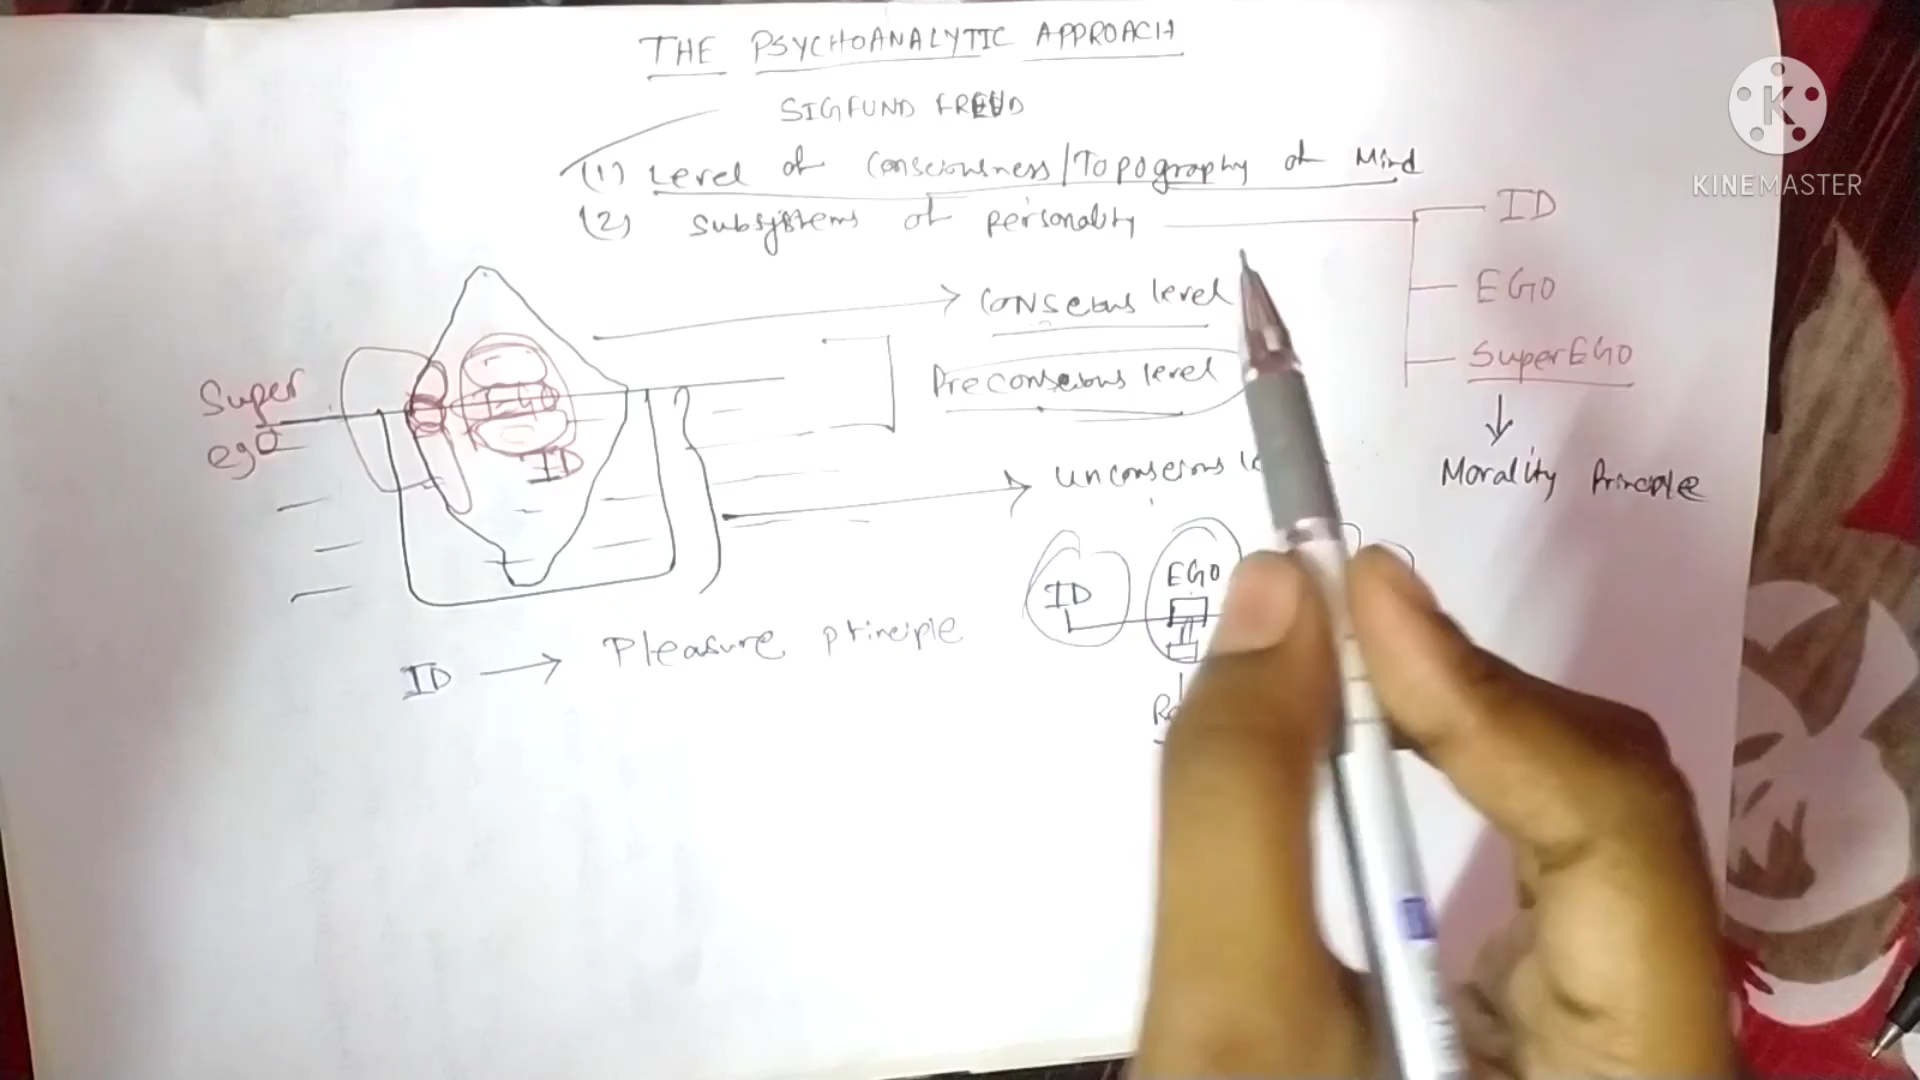 THE PSYCHOANALYTIC APPROACH
SIGFUND FREUD
(1) Level of Consciousness/Topography of Mind
(2) subsystems of personality
ID
EGO
SuperEGO
Morality Principle
Conscious level
Preconscious level
unconscious
Super
ego
EGO
ID
ID
EGO
ID → Pleasure principle
K
KINEMASTER